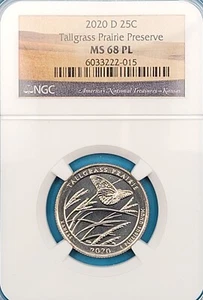 2020 D 25C
Tallgrass Prairie Preserve
MS 68 PL
6033222-015
NGC
America's National Treasures - Kansas
TALLGRASS PRAIRIE
2020